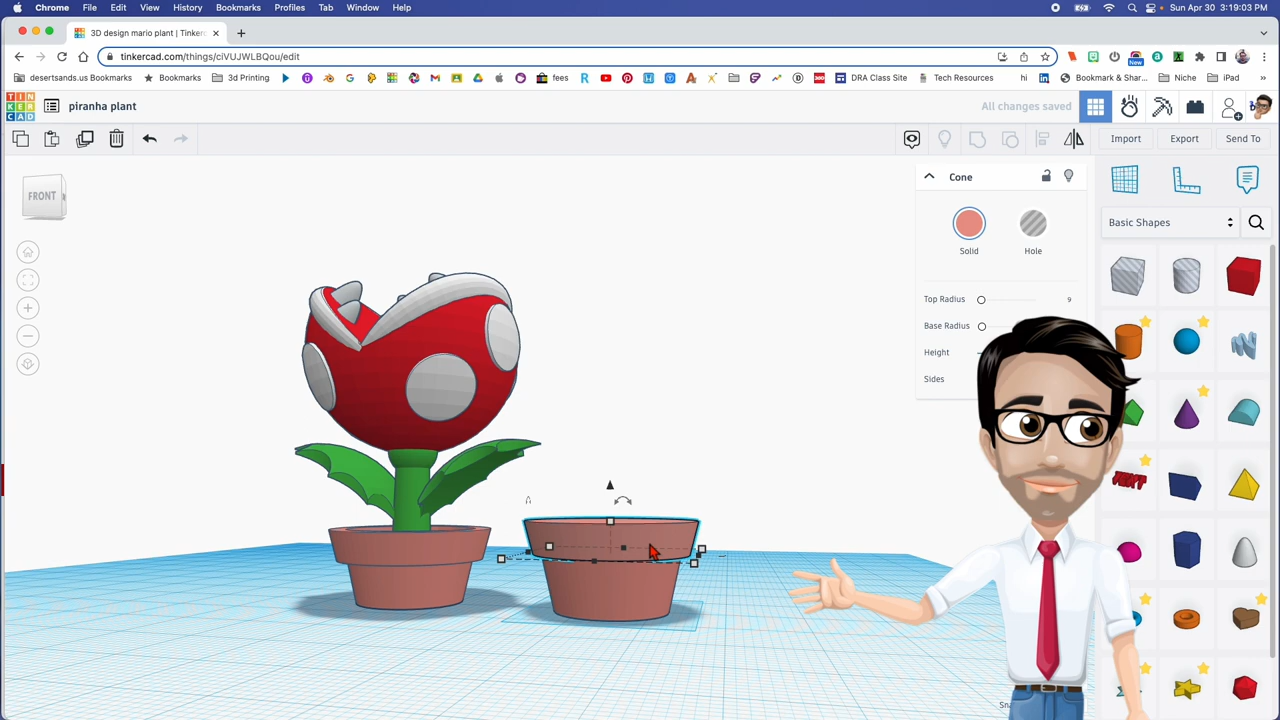 Chrome File Edit View History Bookmarks Profiles Tab Window Help
Sun Apr 30 3:19:03 PM
3D design mario plant | Tinker
tinkercad.com/things/ciVUJWLBQou/edit
New
desertsands.us Bookmarks Bookmarks 3d Printing fees DRA Class Site Tech Resources hi Bookmark & Shar... Niche iPad
TIN
KER
CAD
piranha plant
All changes saved
Import Export Send To
FRONT
Cone
Solid Hole
Top Radius 9
Base Radius
Height
Sides
Basic Shapes
TEXT